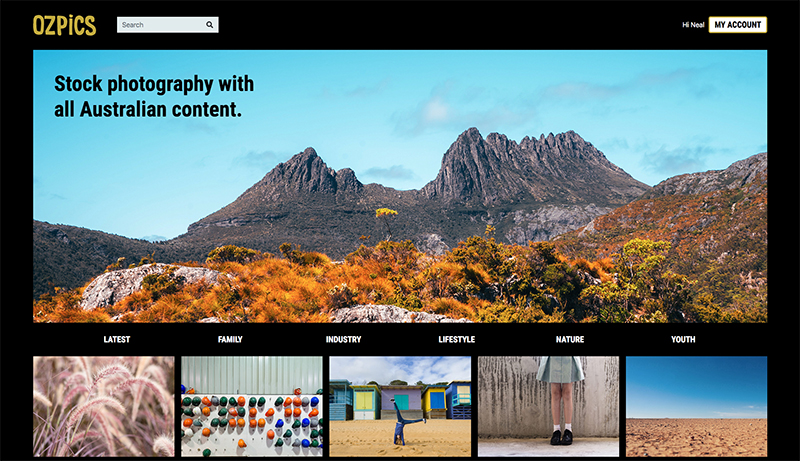 OZPiCS
Search
Hi Neal
MY ACCOUNT
Stock photography with
all Australian content.
LATEST
FAMILY
INDUSTRY
LIFESTYLE
NATURE
YOUTH